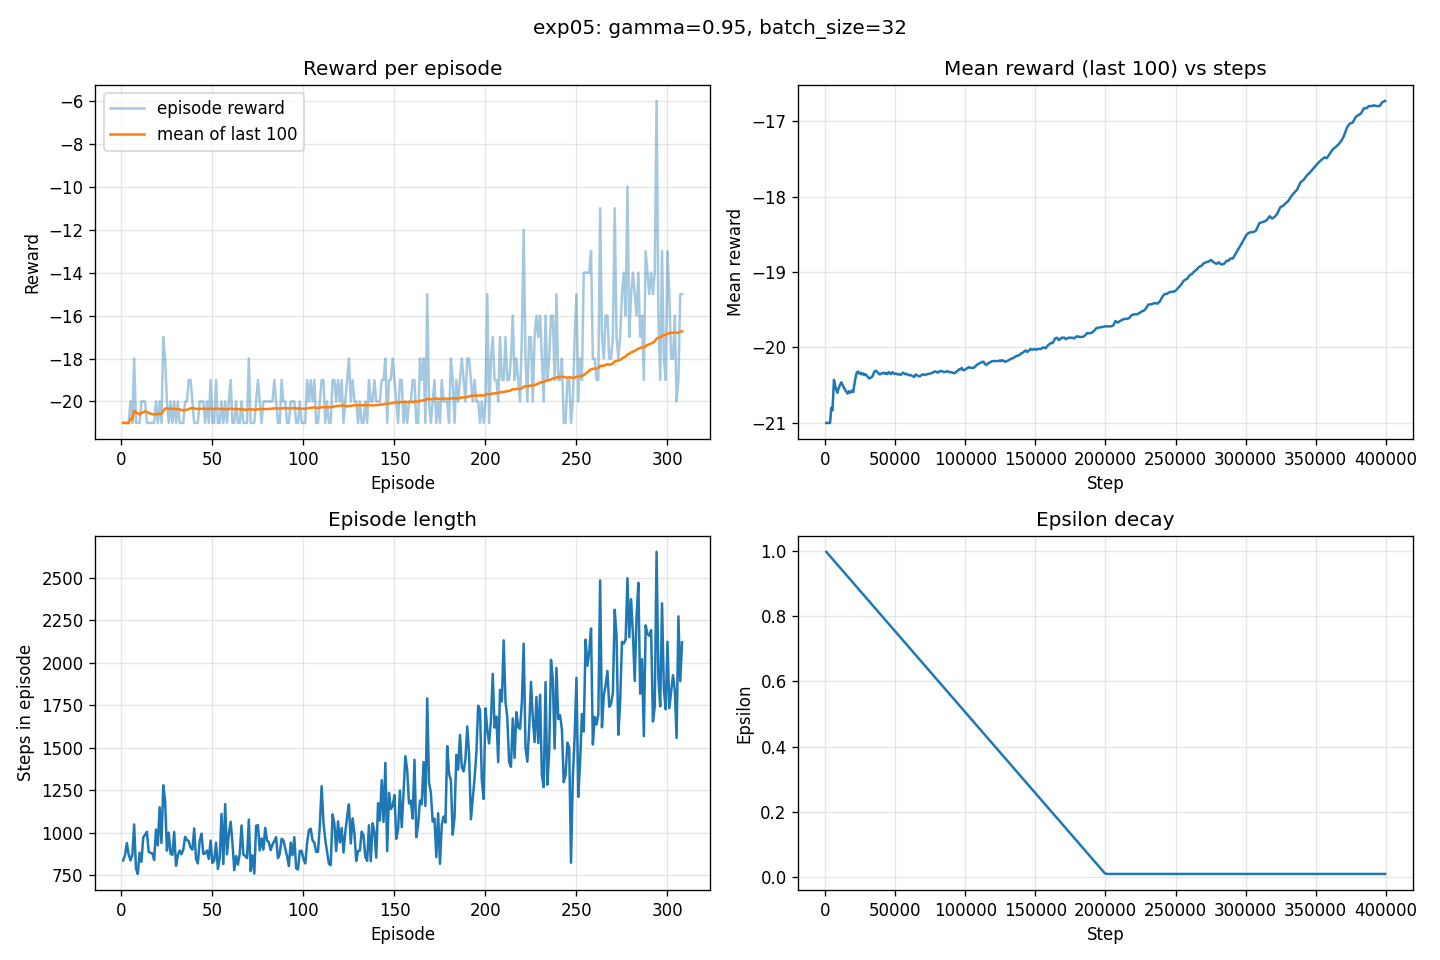 exp05: gamma=0.95, batch_size=32
Reward per episode
episode reward
mean of last 100
−6
−8
−10
−12
−14
−16
−18
−20
Reward
0 50 100 150 200 250 300
Episode
Mean reward (last 100) vs steps
−17
−18
−19
−20
−21
Mean reward
0 50000 100000 150000 200000 250000 300000 350000 400000
Step
Episode length
2500
2250
2000
1750
1500
1250
1000
750
Steps in episode
0 50 100 150 200 250 300
Episode
Epsilon decay
1.0
0.8
0.6
0.4
0.2
0.0
Epsilon
0 50000 100000 150000 200000 250000 300000 350000 400000
Step